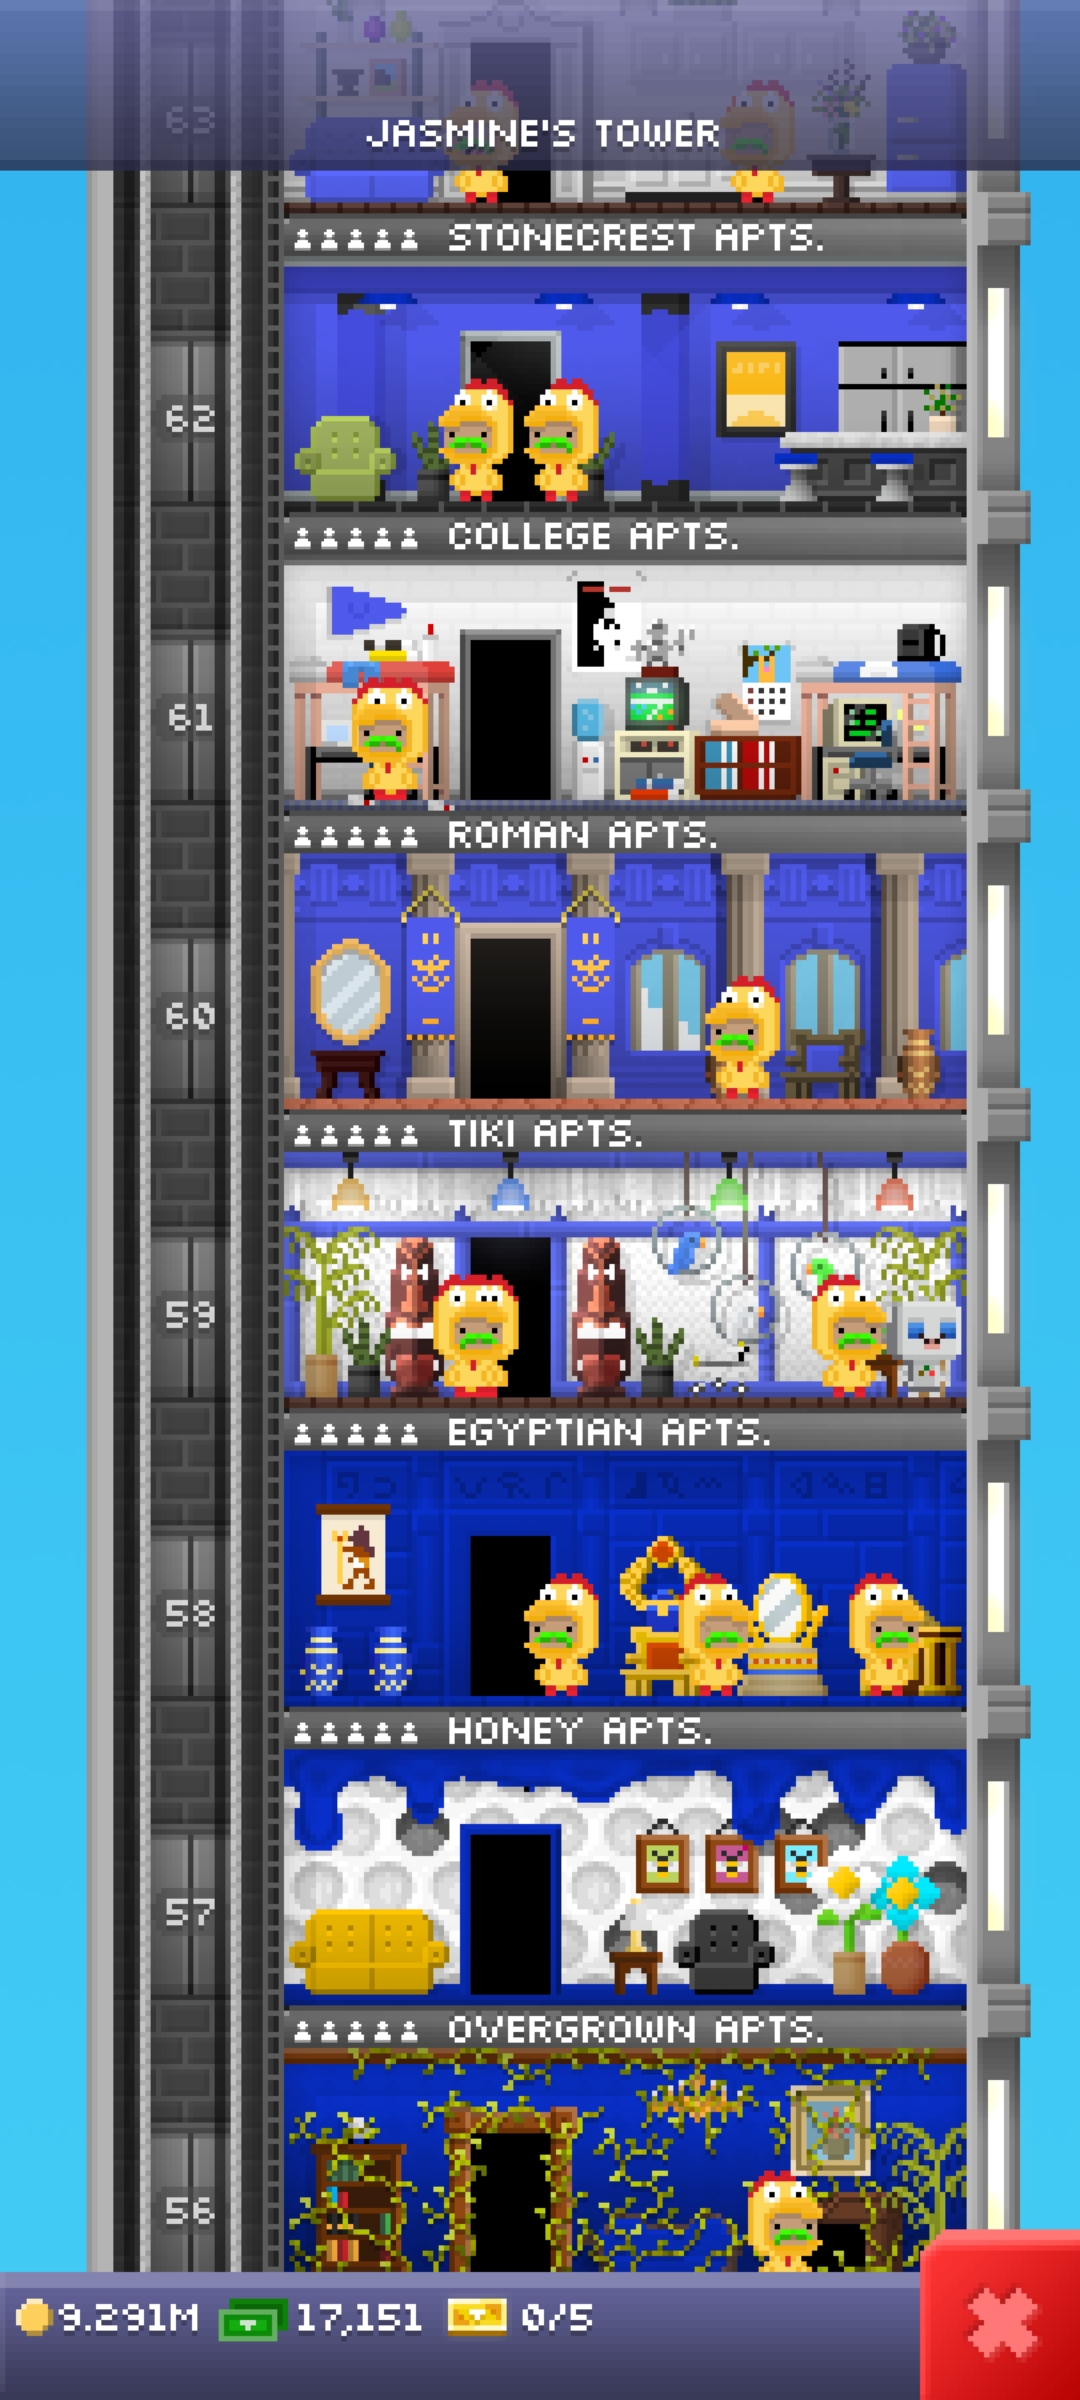 63
JASMINE'S TOWER
STONECREST APTS.
62
COLLEGE APTS.
61
ROMAN APTS.
60
TIKI APTS.
59
EGYPTIAN APTS.
58
HONEY APTS.
57
OVERGROWN APTS.
56
9.291M 17,151 0/5